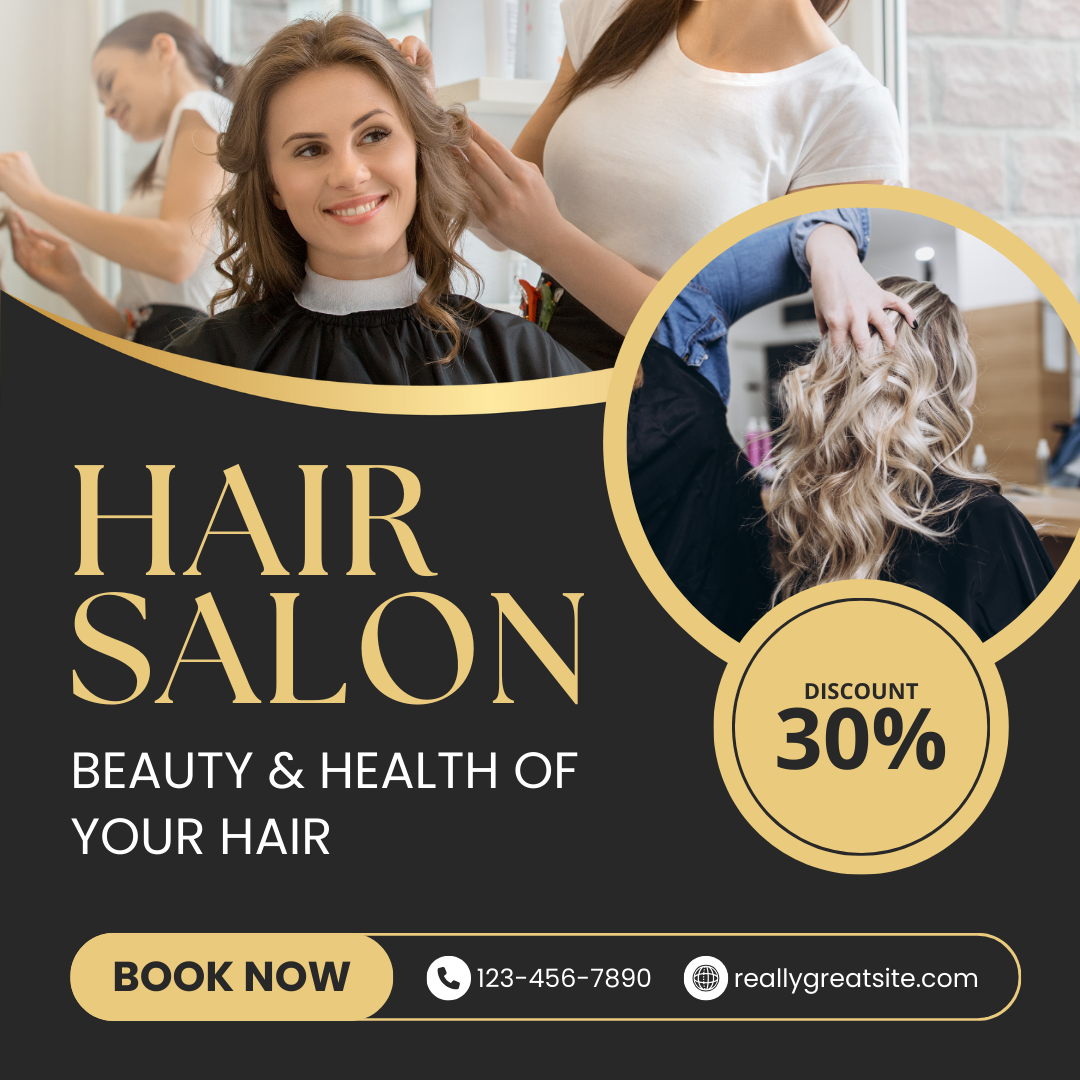 HAIR
SALON
BEAUTY & HEALTH OF
YOUR HAIR
DISCOUNT
30%
BOOK NOW
123-456-7890
reallygreatsite.com